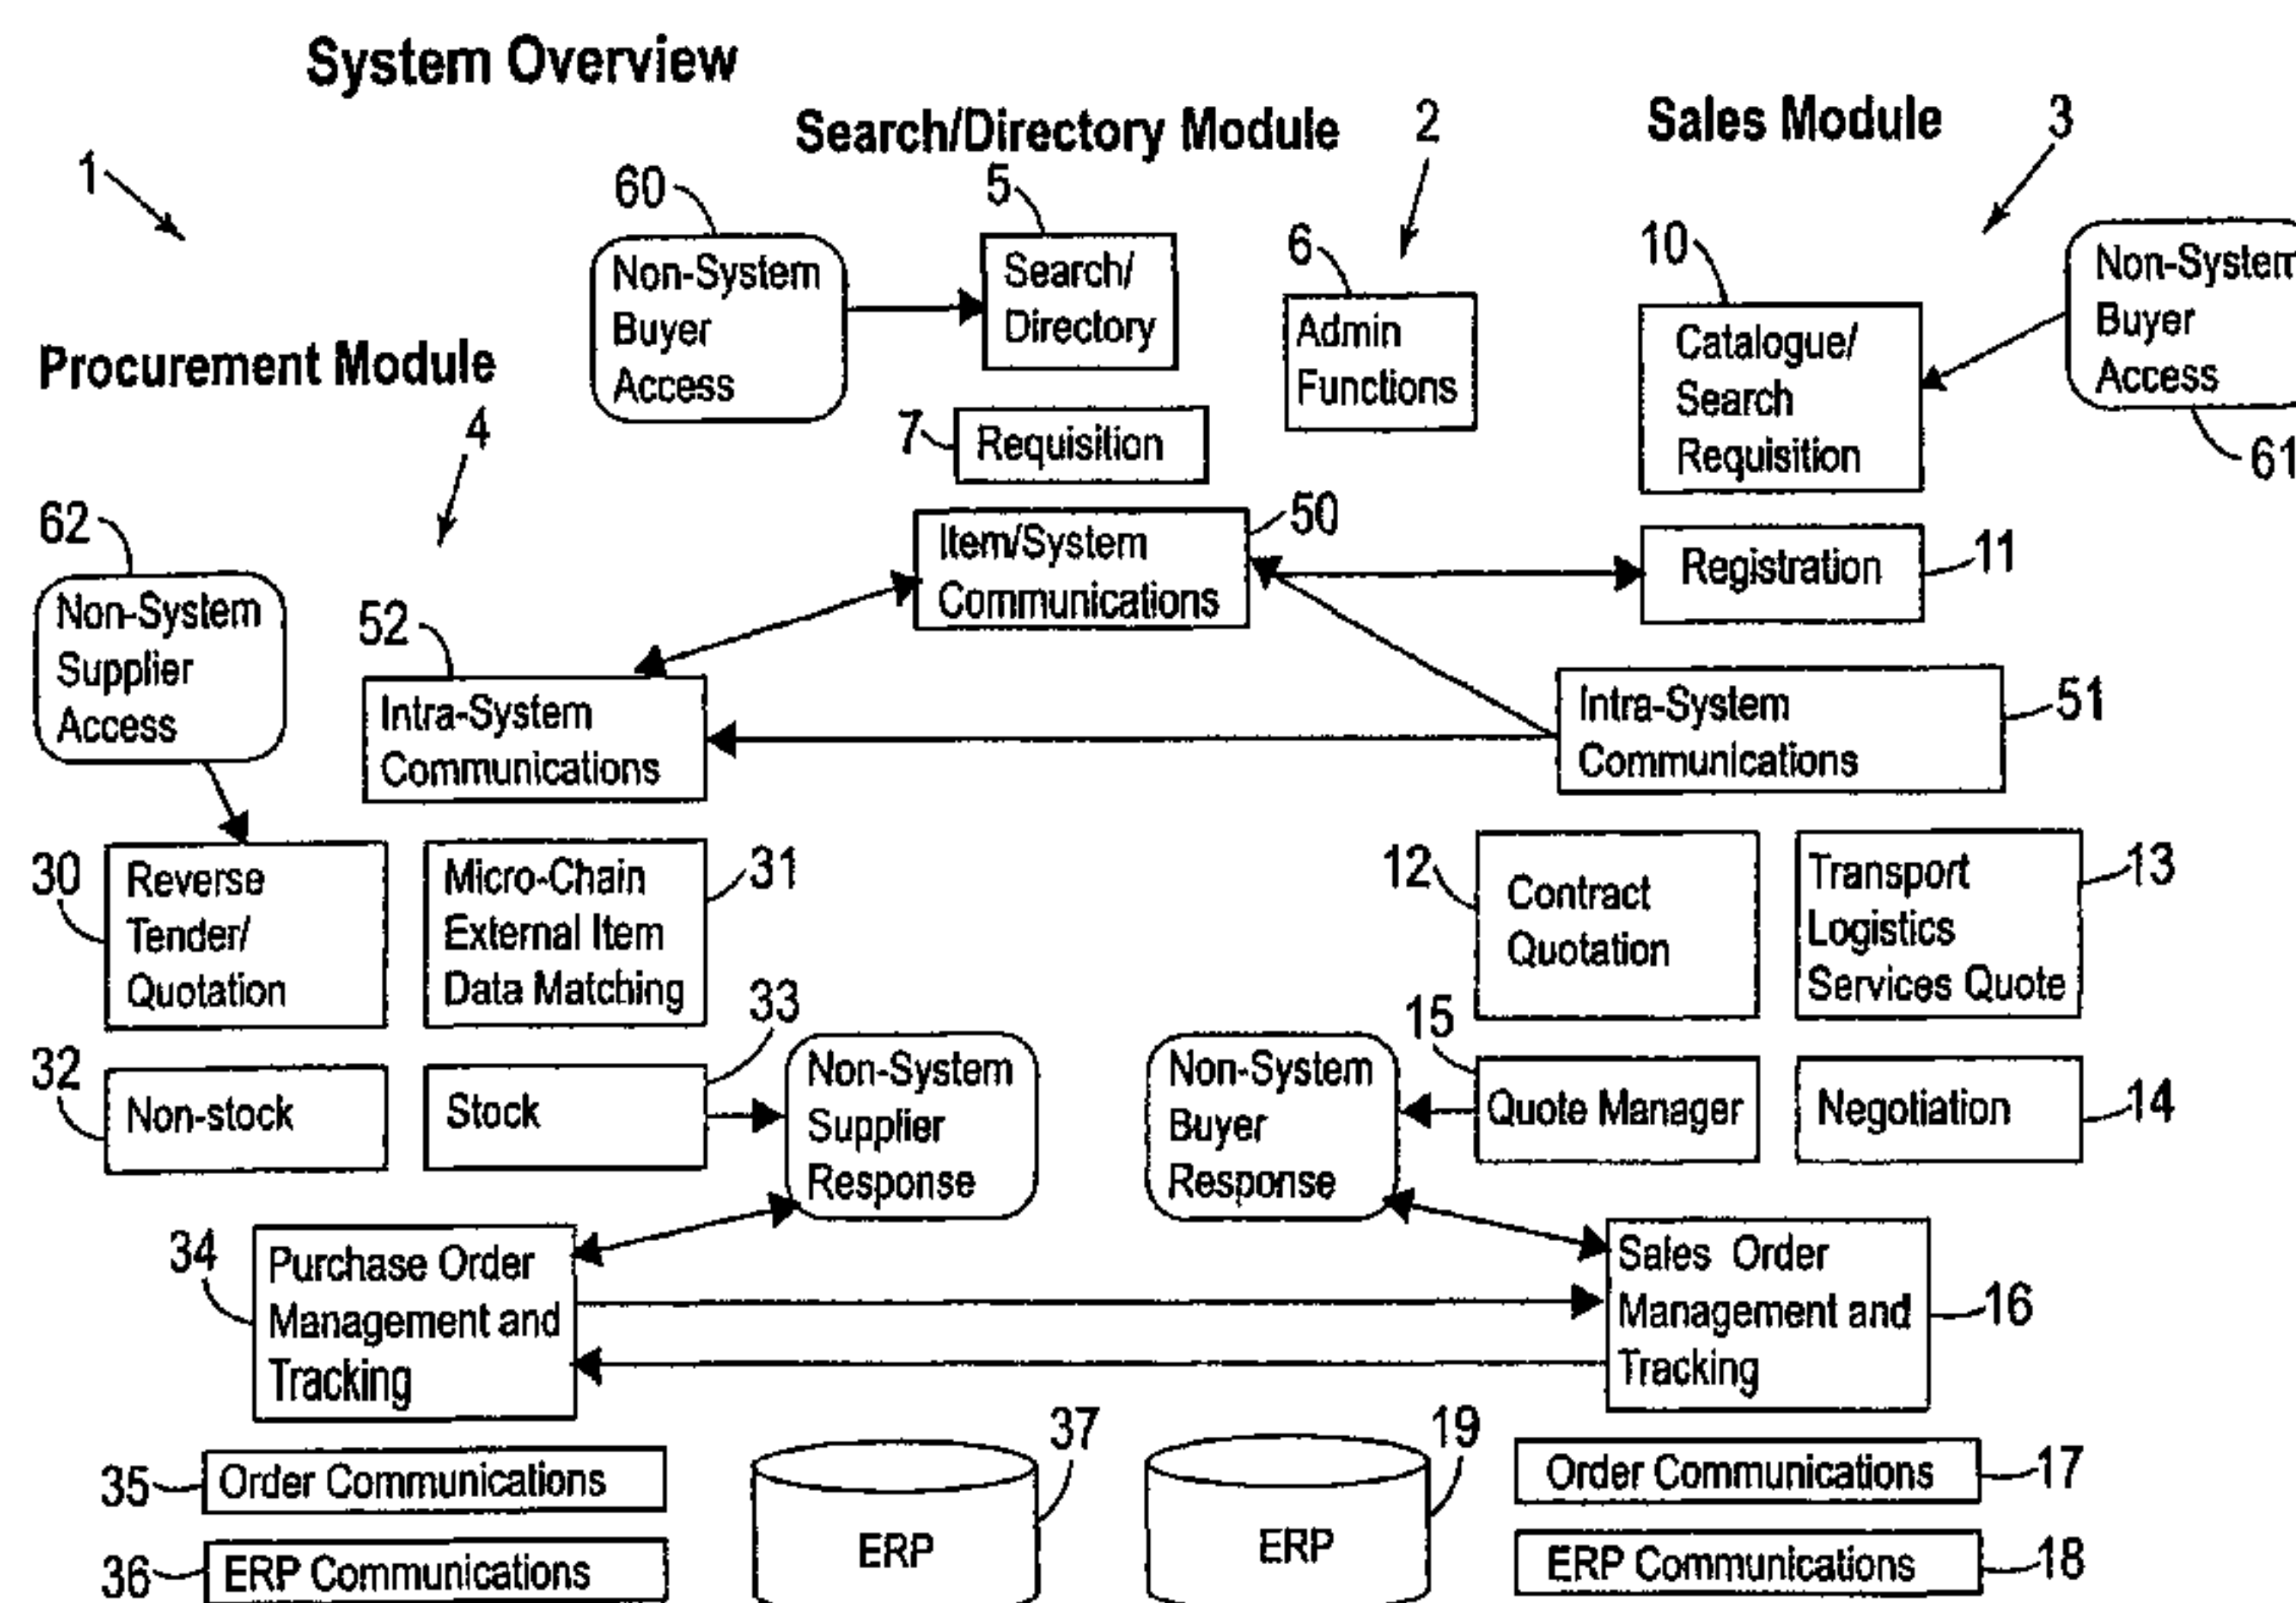 System Overview
Search/Directory Module
2
Sales Module
3
1
60
5
Non-System
Buyer
Access
Search/
Directory
6
Admin
Functions
10
Catalogue/
Search
Requisition
Non-System
Buyer
Access
61
Procurement Module
4
7
Requisition
62
Non-System
Supplier
Access
50
Item/System
Communications
Registration
11
52
Intra-System
Communications
Intra-System
Communications
51
30
Reverse
Tender/
Quotation
Micro-Chain
External Item
Data Matching
31
12
Contract
Quotation
Transport
Logistics
Services Quote
13
32
Non-stock
Stock
33
Non-System
Supplier
Response
Non-System
Buyer
Response
15
Quote Manager
Negotiation
14
34
Purchase Order
Management and
Tracking
Sales Order
Management and
Tracking
16
35
Order Communications
37
ERP
19
ERP
Order Communications
17
36
ERP Communications
ERP Communications
18